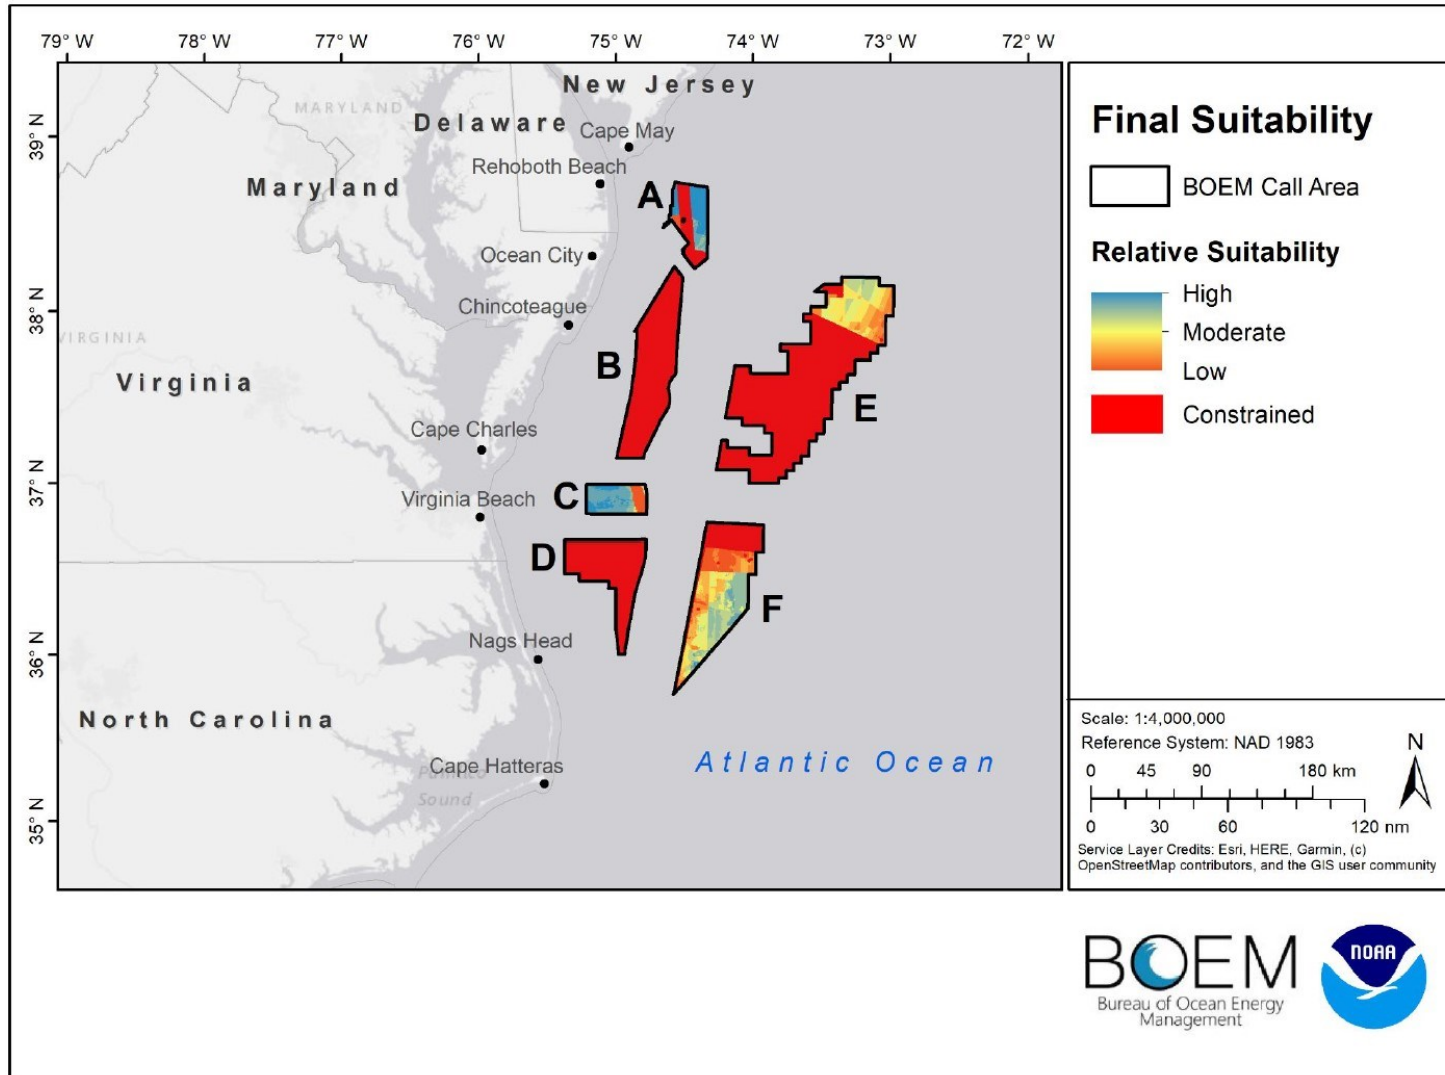 79° W 78° W 77° W 76° W 75° W 74° W 73° W 72° W
39° N
38° N
37° N
36° N
35° N
New Jersey
MARYLAND
Delaware
Cape May
Rehoboth Beach
Maryland
A
Ocean City
Chincoteague
VIRGINIA
B
Virginia
E
Cape Charles
Virginia Beach
C
D
F
Nags Head
North Carolina
Atlantic Ocean
Cape Hatteras
Pamlico
Sound
Final Suitability
BOEM Call Area
Relative Suitability
High
Moderate
Low
Constrained
Scale: 1:4,000,000
Reference System: NAD 1983
N
0 45 90 180 km
0 30 60 120 nm
Service Layer Credits: Esri, HERE, Garmin, (c)
OpenStreetMap contributors, and the GIS user community
BOEM
Bureau of Ocean Energy
Management
NOAA